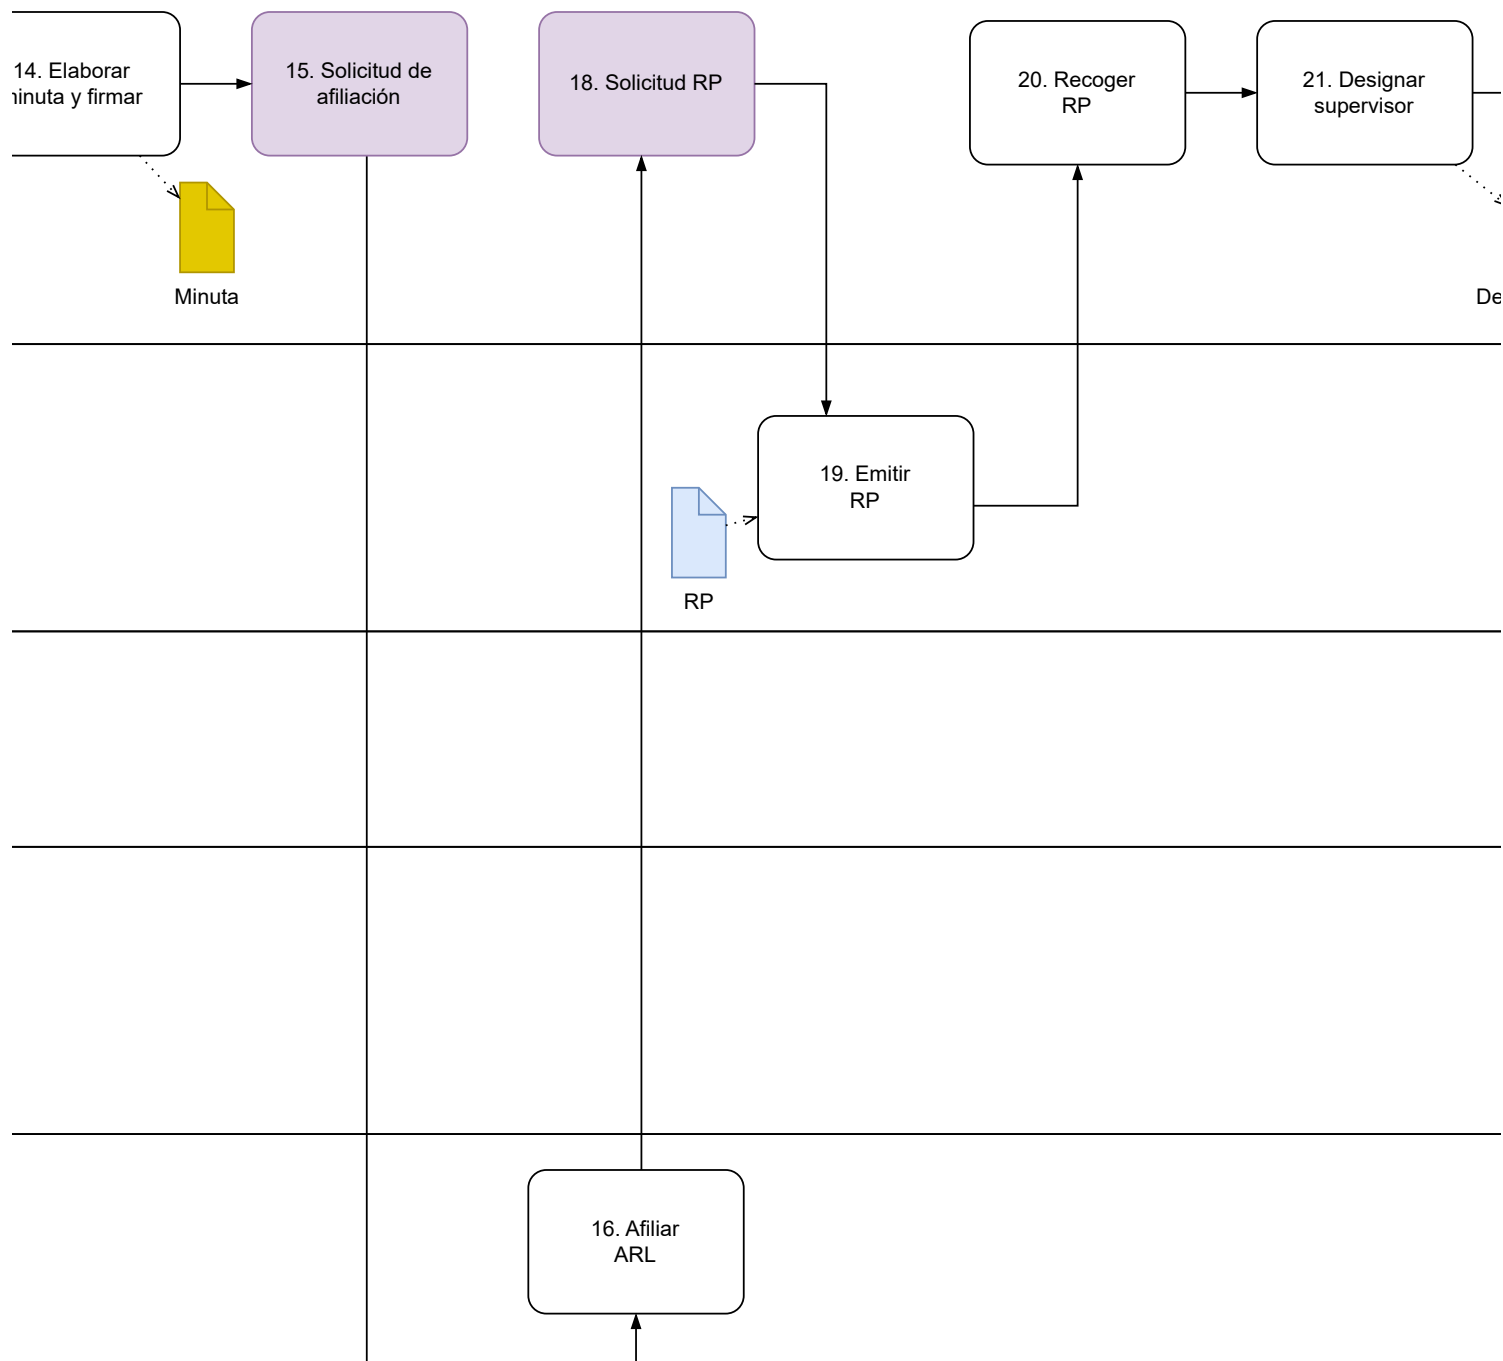 14. Elaborar
y firmar
15. Solicitud de
afiliación
18. Solicitud RP
20. Recoger
RP
21. Designar
supervisor
Minuta
19. Emitir
RP
RP
16. Afiliar
ARL